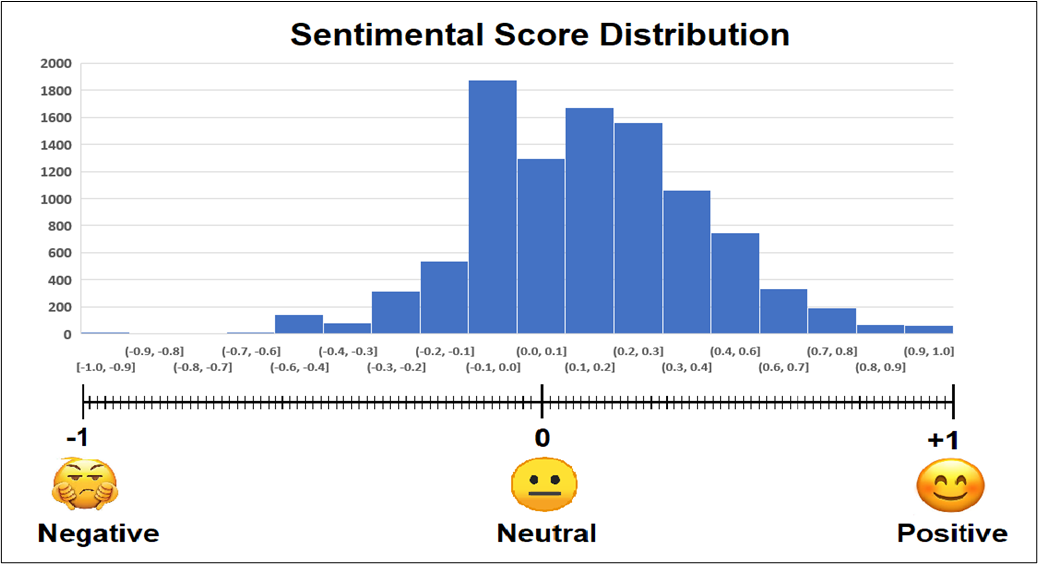 Sentimental Score Distribution
2000
1800
1600
1400
1200
1000
800
600
400
200
0
(-0.9, -0.8] (-0.7, -0.6] (-0.4, -0.3] (-0.2, -0.1] (0.0, 0.1] (0.2, 0.3] (0.4, 0.6] (0.7, 0.8] (0.9, 1.0]
[-1.0, -0.9] (-0.8, -0.7] (-0.6, -0.4] (-0.3, -0.2] (-0.1, 0.0] (0.1, 0.2] (0.3, 0.4] (0.6, 0.7] (0.8, 0.9]
-1 0 +1
Negative Neutral Positive